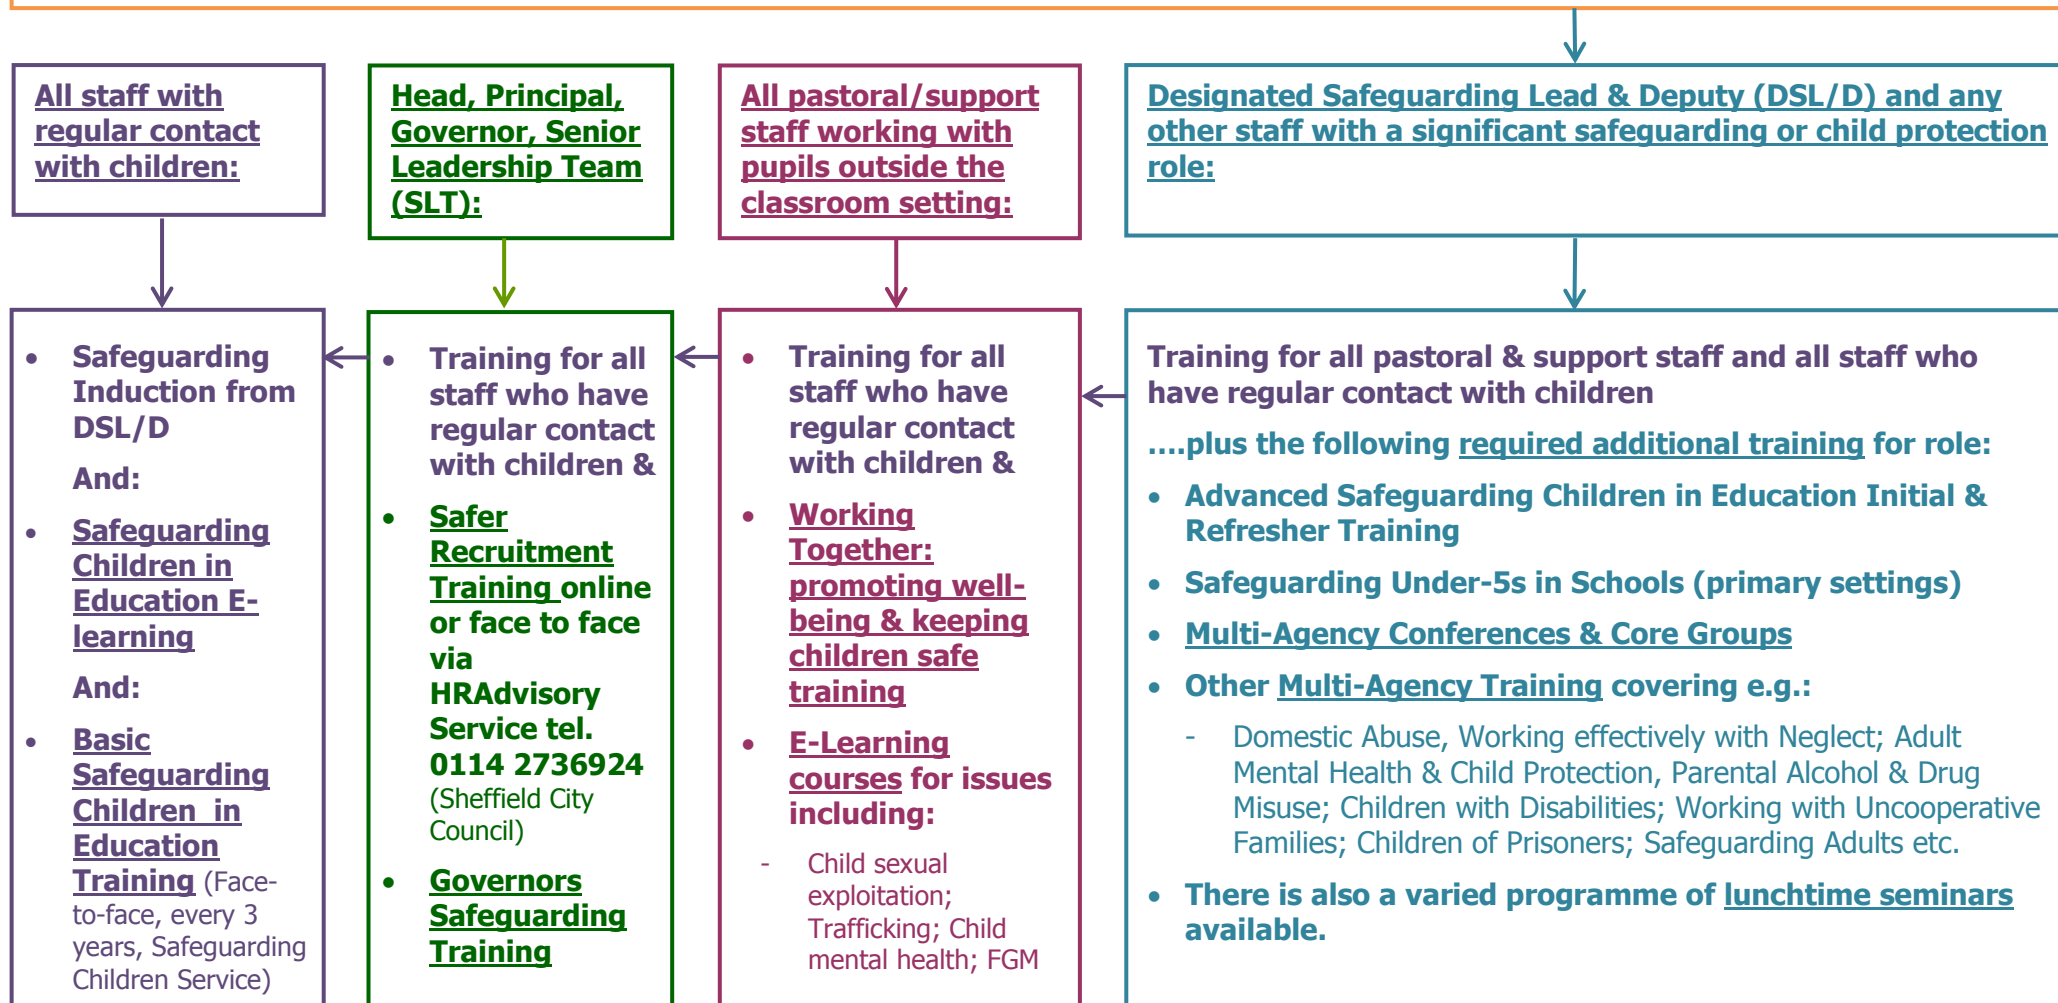 All staff with
regular contact
with children:
Head, Principal,
Governor, Senior
Leadership Team
(SLT):
All pastoral/support
staff working with
pupils outside the
classroom setting:
Designated Safeguarding Lead & Deputy (DSL/D) and any
other staff with a significant safeguarding or child protection
role:
• Safeguarding
Induction from
DSL/D
And:
• Safeguarding
Children in
Education E-
learning
And:
• Basic
Safeguarding
Children in
Education
Training (Face-
to-face, every 3
years, Safeguarding
Children Service)
• Training for all
staff who have
regular contact
with children &
• Safer
Recruitment
Training online
or face to face
via
HRAdvisory
Service tel.
0114 2736924
(Sheffield City
Council)
• Governors
Safeguarding
Training
• Training for all
staff who have
regular contact
with children &
• Working
Together:
promoting well-
being & keeping
children safe
training
• E-Learning
courses for issues
including:
- Child sexual
exploitation;
Trafficking; Child
mental health; FGM
Training for all pastoral & support staff and all staff who
have regular contact with children
....plus the following required additional training for role:
• Advanced Safeguarding Children in Education Initial &
Refresher Training
• Safeguarding Under-5s in Schools (primary settings)
• Multi-Agency Conferences & Core Groups
• Other Multi-Agency Training covering e.g.:
- Domestic Abuse, Working effectively with Neglect; Adult
Mental Health & Child Protection, Parental Alcohol & Drug
Misuse; Children with Disabilities; Working with Uncooperative
Families; Children of Prisoners; Safeguarding Adults etc.
• There is also a varied programme of lunchtime seminars
available.